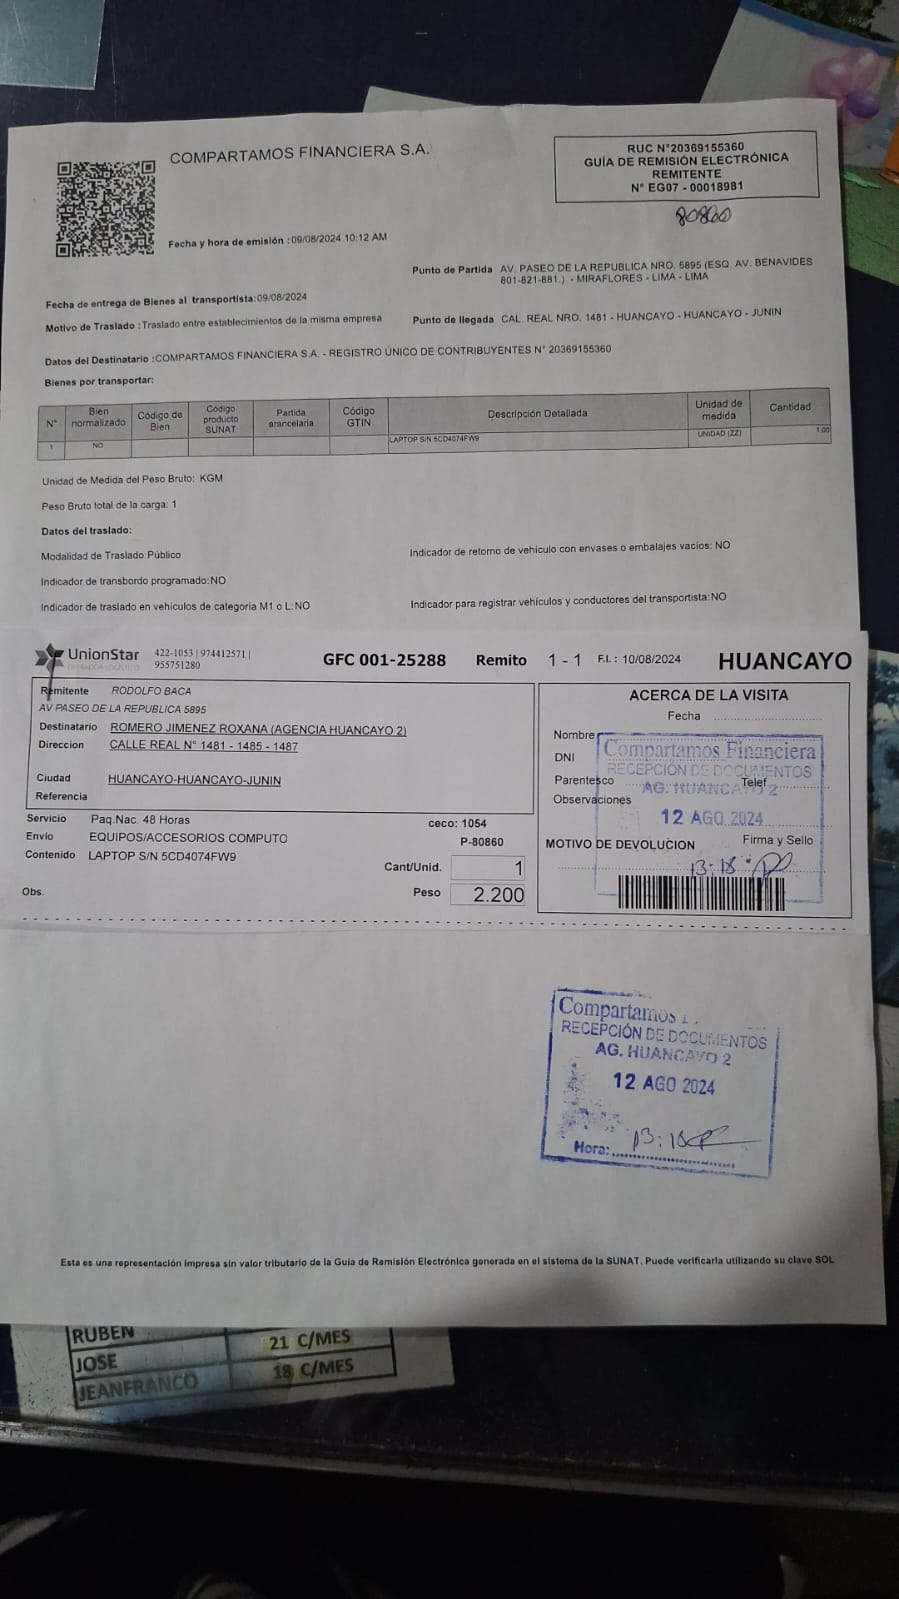 COMPARTAMOS FINANCIERA S.A.
RUC N°20369155360
GUÍA DE REMISIÓN ELECTRÓNICA
REMITENTE
N° EG07 - 00018981
80860
Fecha y hora de emisión :09/08/2024 10:12 AM
Punto de Partida AV. PASEO DE LA REPUBLICA NRO. 5895 (ESQ. AV. BENAVIDES
801-821-881.) - MIRAFLORES - LIMA - LIMA
Fecha de entrega de Bienes al transportista:09/08/2024
Motivo de Traslado :Traslado entre establecimientos de la misma empresa
Punto de llegada CAL. REAL NRO. 1481 - HUANCAYO - HUANCAYO - JUNIN
Datos del Destinatario :COMPARTAMOS FINANCIERA S.A. - REGISTRO ÚNICO DE CONTRIBUYENTES N° 20369155360
Bienes por transportar:
N° Bien normalizado Código de Bien Código producto SUNAT Partida arancelaria Código GTIN Descripción Detallada Unidad de medida Cantidad
1 NO LAPTOP S/N 5CD4074FW9 UNIDAD (ZZ) 1.00
Unidad de Medida del Peso Bruto: KGM
Peso Bruto total de la carga: 1
Datos del traslado:
Modalidad de Traslado:Público
Indicador de retorno de vehículo con envases o embalajes vacíos: NO
Indicador de transbordo programado:NO
Indicador de traslado en vehículos de categoría M1 o L:NO
Indicador para registrar vehículos y conductores del transportista:NO
UnionStar
422-1053 | 974412571 |
955751280
GFC 001-25288 Remito 1 - 1 F.I. : 10/08/2024 HUANCAYO
Remitente RODOLFO BACA
AV PASEO DE LA REPUBLICA 5895
Destinatario ROMERO JIMENEZ ROXANA (AGENCIA HUANCAYO 2)
Direccion CALLE REAL N° 1481 - 1485 - 1487
Ciudad HUANCAYO-HUANCAYO-JUNIN
Referencia
Servicio Paq.Nac. 48 Horas
ceco: 1054
Envio EQUIPOS/ACCESORIOS COMPUTO
P-80860
Contenido LAPTOP S/N 5CD4074FW9
Cant/Unid. 1
Obs.
Peso 2.200
ACERCA DE LA VISITA
Fecha
Nombre
DNI
Parentesco Telef
Observaciones
MOTIVO DE DEVOLUCION Firma y Sello
Compartamos Financiera
RECEPCIÓN DE DOCUMENTOS
AG. HUANCAYO 2
12 AGO 2024
13:18
Compartamos
RECEPCIÓN DE DOCUMENTOS
AG. HUANCAYO 2
12 AGO 2024
Hora: 13:18
Esta es una representación impresa sin valor tributario de la Guía de Remisión Electrónica generada en el sistema de la SUNAT. Puede verificarla utilizando su clave SOL
RUBEN 21 C/MES
JOSE 18 C/MES
JEANFRANCO